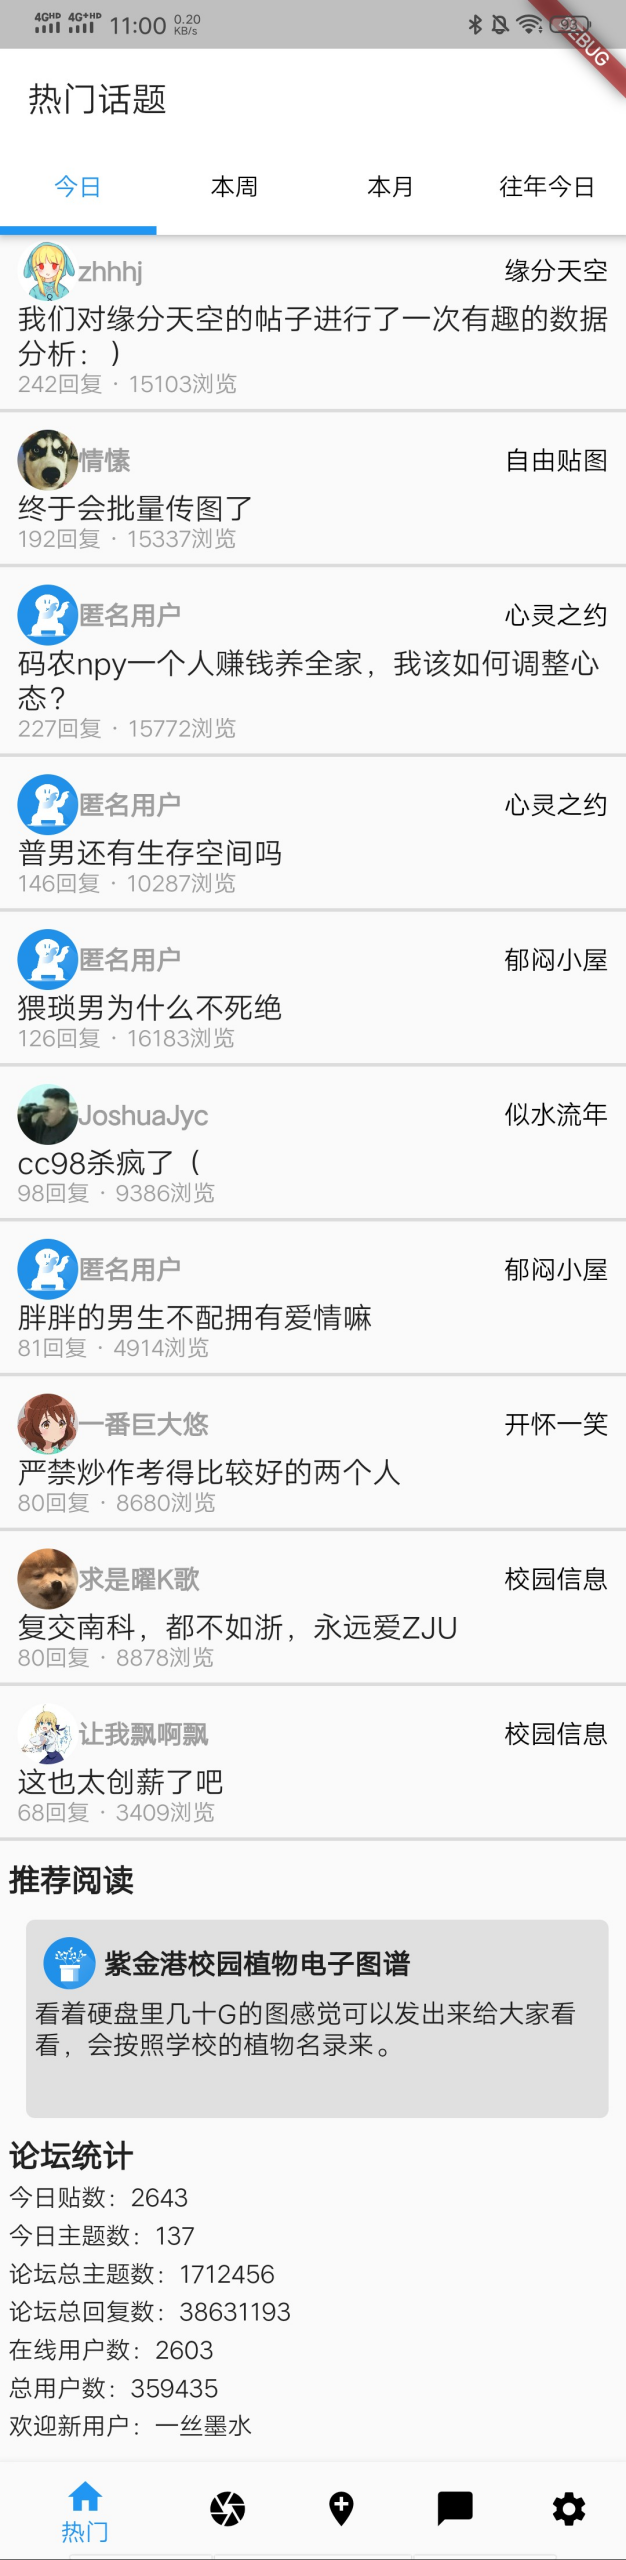 4GHD 4G+HD 11:00 0.20 KB/s 93
热门话题
今日 本周 本月 往年今日
zhhhj 缘分天空
我们对缘分天空的帖子进行了一次有趣的数据
分析：）
242回复 · 15103浏览
情愫 自由贴图
终于会批量传图了
192回复 · 15337浏览
匿名用户 心灵之约
码农npy一个人赚钱养全家，我该如何调整心
态？
227回复 · 15772浏览
匿名用户 心灵之约
普男还有生存空间吗
146回复 · 10287浏览
匿名用户 郁闷小屋
猥琐男为什么不死绝
126回复 · 16183浏览
JoshuaJyc 似水流年
cc98杀疯了（
98回复 · 9386浏览
匿名用户 郁闷小屋
胖胖的男生不配拥有爱情嘛
81回复 · 4914浏览
一番巨大悠 开怀一笑
严禁炒作考得比较好的两个人
80回复 · 8680浏览
求是曜K歌 校园信息
复交南科，都不如浙，永远爱ZJU
80回复 · 8878浏览
让我飘啊飘 校园信息
这也太创薪了吧
68回复 · 3409浏览
推荐阅读
紫金港校园植物电子图谱
看着硬盘里几十G的图感觉可以发出来给大家看
看，会按照学校的植物名录来。
论坛统计
今日贴数：2643
今日主题数：137
论坛总主题数：1712456
论坛总回复数：38631193
在线用户数：2603
总用户数：359435
欢迎新用户：一丝墨水
热门